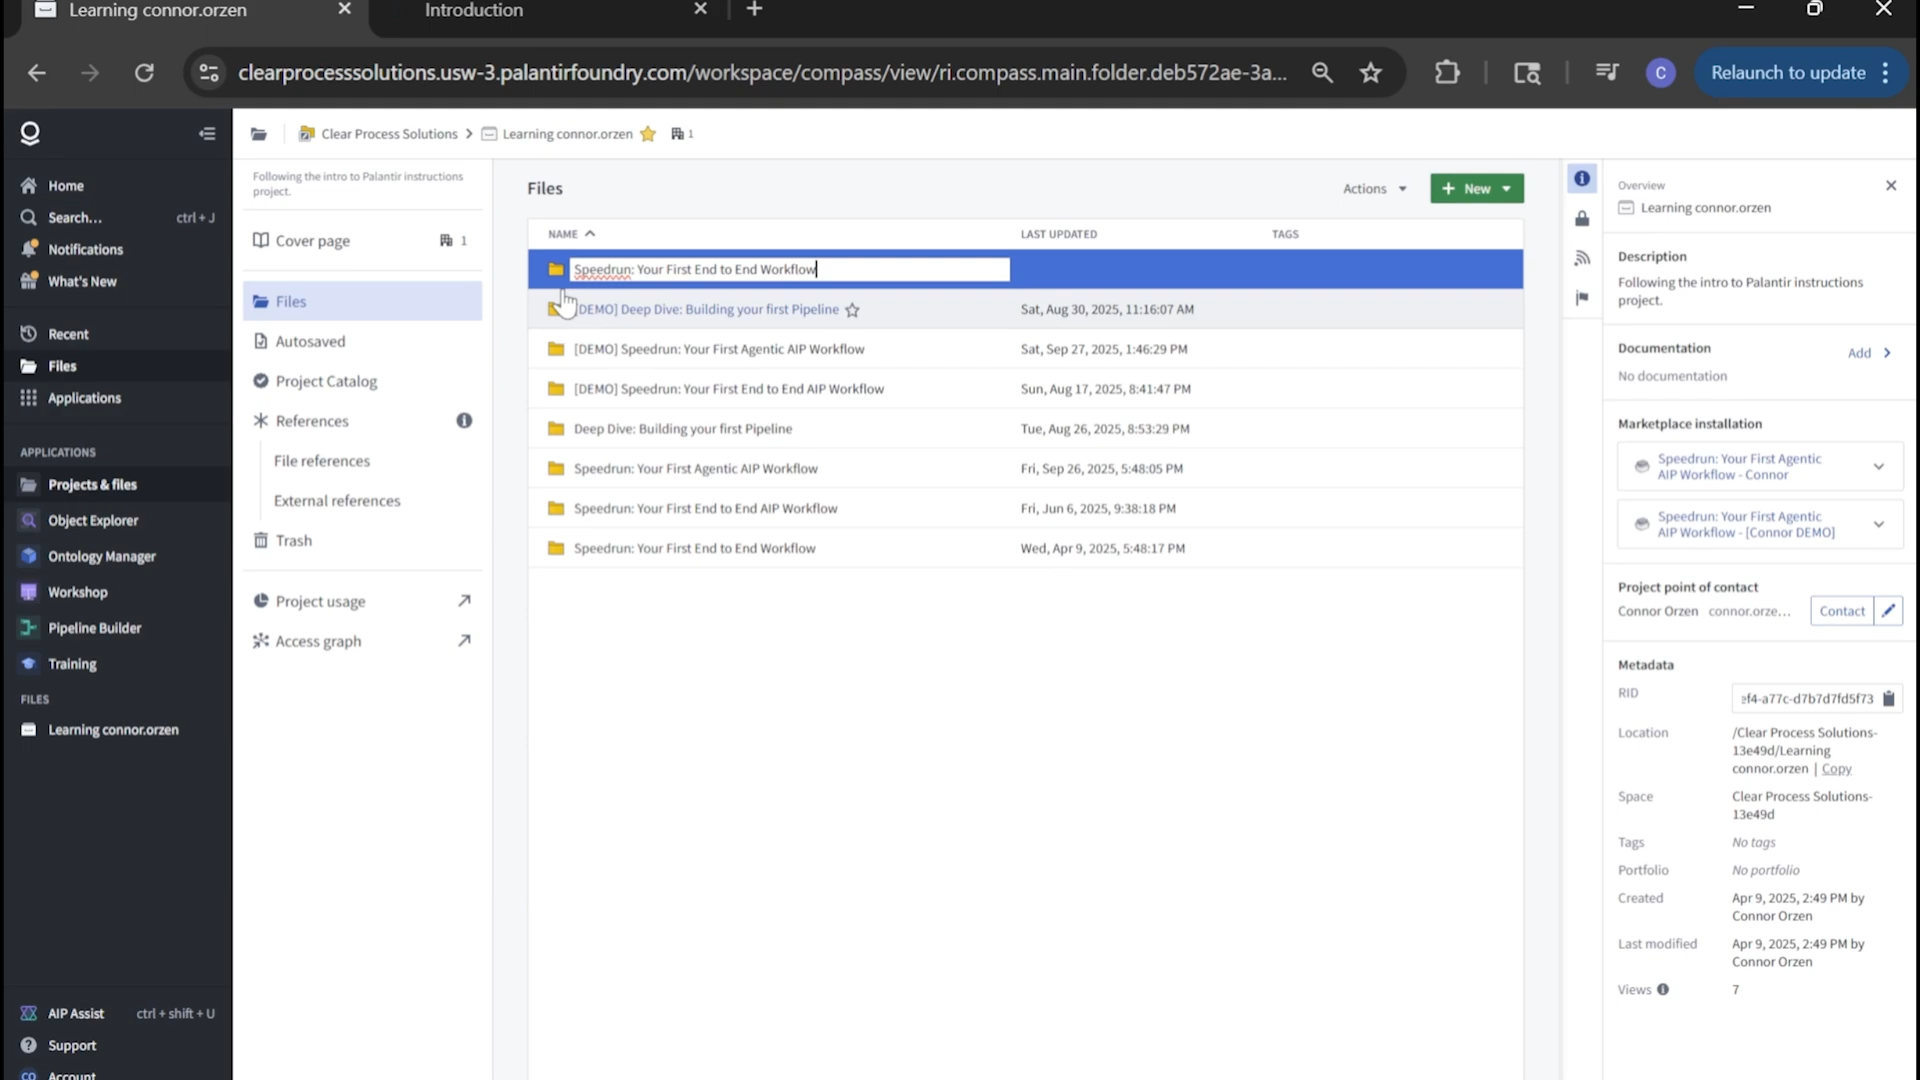 Learning connor.orzen
Introduction
clearprocesssolutions.usw-3.palantirfoundry.com/workspace/compass/view/ri.compass.main.folder.deb572ae-3a...
C
Relaunch to update
Clear Process Solutions
Learning connor.orzen
1
Home
Search...
ctrl + J
Notifications
What's New
Recent
Files
Applications
APPLICATIONS
Projects & files
Object Explorer
Ontology Manager
Workshop
Pipeline Builder
Training
FILES
Learning connor.orzen
AIP Assist
ctrl + shift + U
Support
CO
Account
Following the intro to Palantir instructions
project.
Cover page
1
Files
Autosaved
Project Catalog
References
File references
External references
Trash
Project usage
Access graph
Files
Actions
New
NAME
LAST UPDATED
TAGS
Speedrun: Your First End to End Workflow
DEMO] Deep Dive: Building your first Pipeline
Sat, Aug 30, 2025, 11:16:07 AM
[DEMO] Speedrun: Your First Agentic AIP Workflow
Sat, Sep 27, 2025, 1:46:29 PM
[DEMO] Speedrun: Your First End to End AIP Workflow
Sun, Aug 17, 2025, 8:41:47 PM
Deep Dive: Building your first Pipeline
Tue, Aug 26, 2025, 8:53:29 PM
Speedrun: Your First Agentic AIP Workflow
Fri, Sep 26, 2025, 5:48:05 PM
Speedrun: Your First End to End AIP Workflow
Fri, Jun 6, 2025, 9:38:18 PM
Speedrun: Your First End to End Workflow
Wed, Apr 9, 2025, 5:48:17 PM
Overview
Learning connor.orzen
Description
Following the intro to Palantir instructions
project.
Documentation
Add
No documentation
Marketplace installation
Speedrun: Your First Agentic
AIP Workflow - Connor
Speedrun: Your First Agentic
AIP Workflow - [Connor DEMO]
Project point of contact
Connor Orzen connor.orze...
Contact
Metadata
RID
ef4-a77c-d7b7d7fd5f73
Location
/Clear Process Solutions-
13e49d/Learning
connor.orzen | Copy
Space
Clear Process Solutions-
13e49d
Tags
No tags
Portfolio
No portfolio
Created
Apr 9, 2025, 2:49 PM by
Connor Orzen
Last modified
Apr 9, 2025, 2:49 PM by
Connor Orzen
Views
7